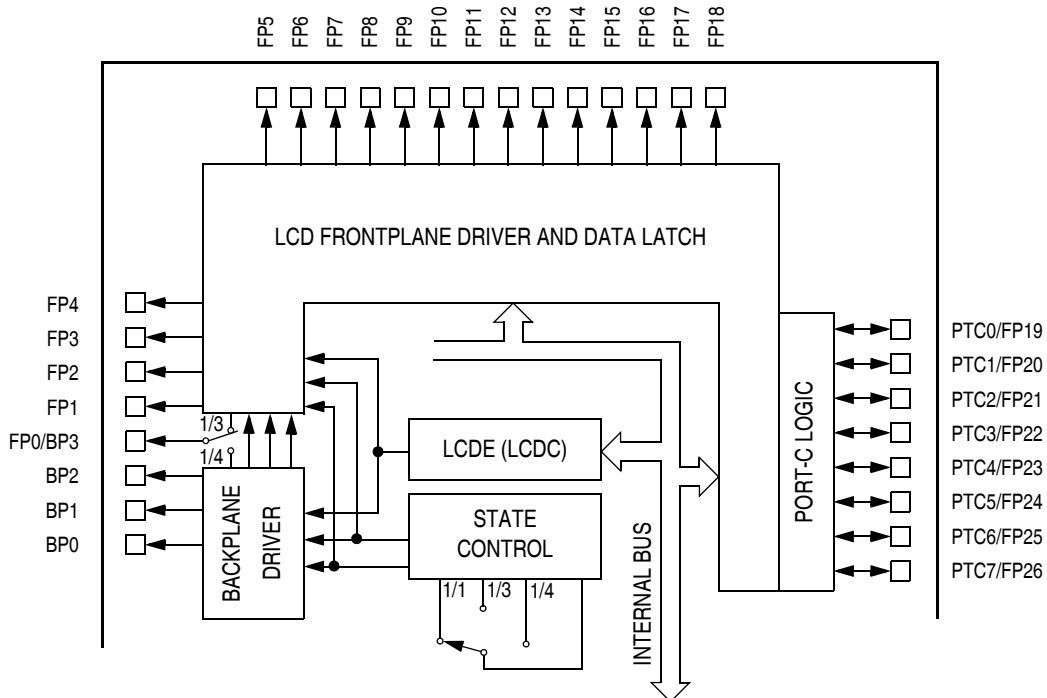 FP5
FP6
FP7
FP8
FP9
FP10
FP11
FP12
FP13
FP14
FP15
FP16
FP17
FP18
LCD FRONTPLANE DRIVER AND DATA LATCH
FP4
FP3
FP2
FP1
FP0/BP3
BP2
BP1
BP0
1/3
1/4
BACKPLANE
DRIVER
LCDE (LCDC)
STATE
CONTROL
1/1
1/3
1/4
INTERNAL BUS
PORT-C LOGIC
PTC0/FP19
PTC1/FP20
PTC2/FP21
PTC3/FP22
PTC4/FP23
PTC5/FP24
PTC6/FP25
PTC7/FP26